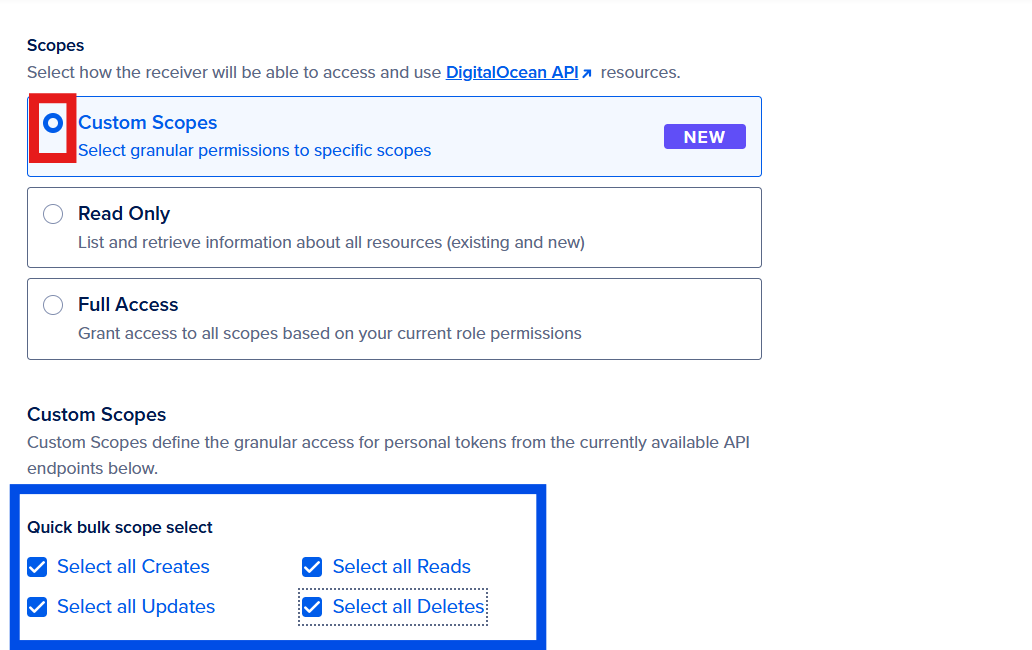 Scopes
Select how the receiver will be able to access and use DigitalOcean API↗ resources.
Custom Scopes
NEW
Select granular permissions to specific scopes
Read Only
List and retrieve information about all resources (existing and new)
Full Access
Grant access to all scopes based on your current role permissions
Custom Scopes
Custom Scopes define the granular access for personal tokens from the currently available API
endpoints below.
Quick bulk scope select
Select all Creates
Select all Reads
Select all Updates
Select all Deletes